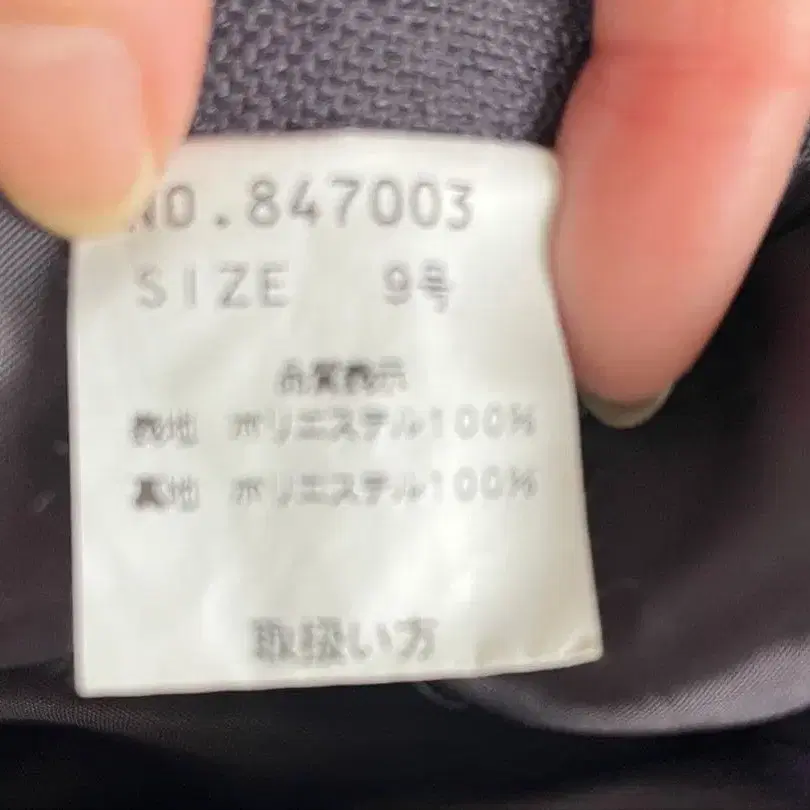 NO.847003
SIZE 9号
品質表示
表地 ポリエステル100%
裏地 ポリエステル100%
取扱い方